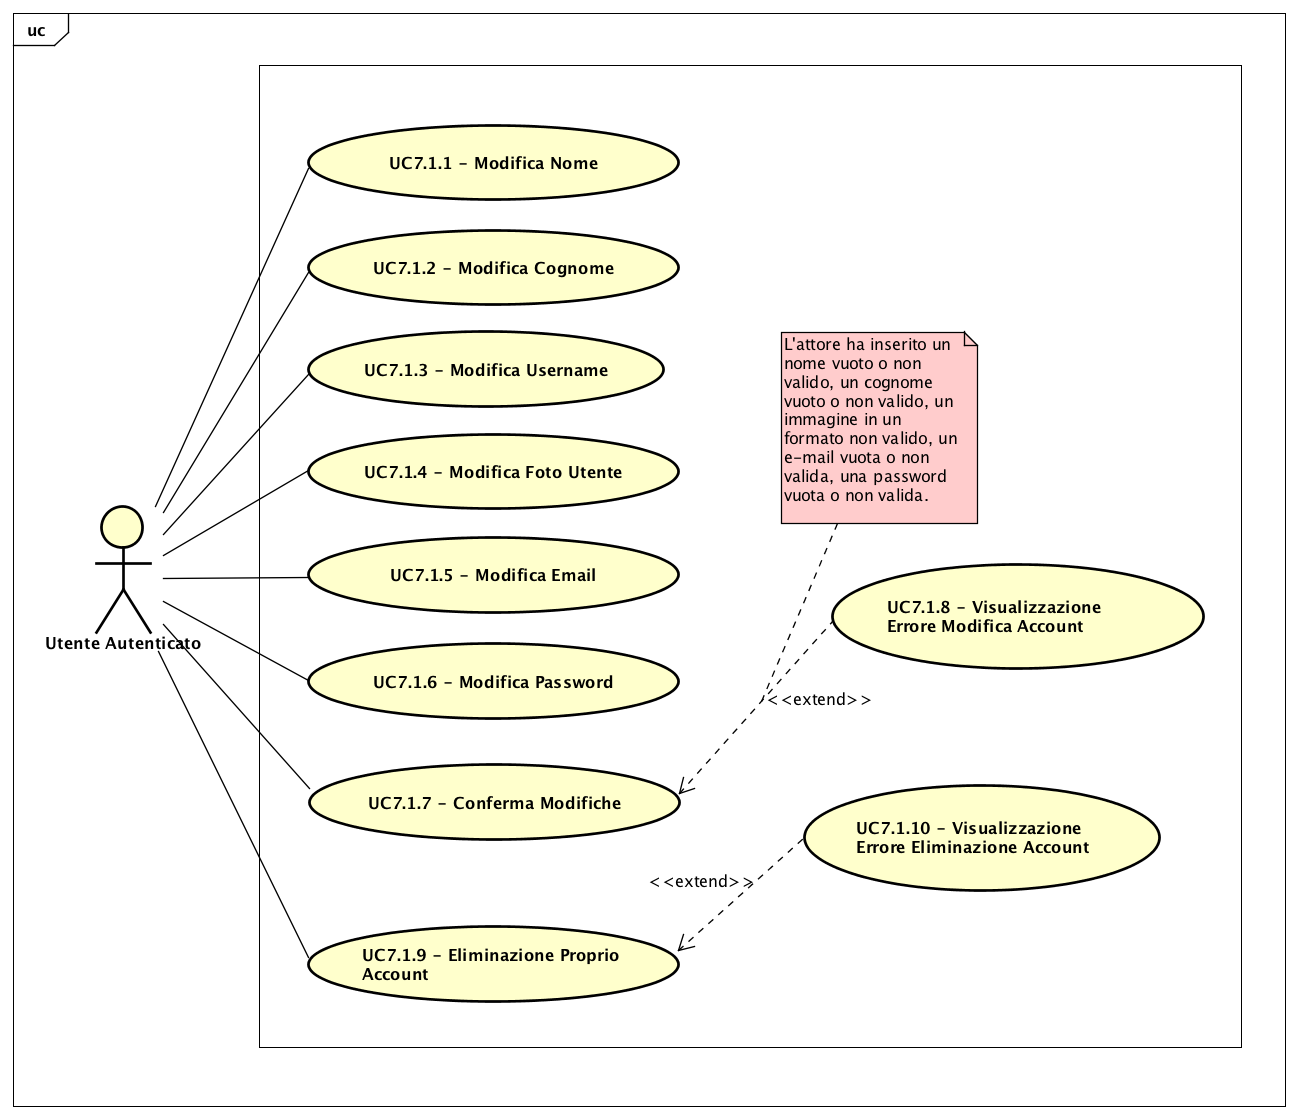 uc
UC7.1.1 – Modifica Nome
UC7.1.2 – Modifica Cognome
UC7.1.3 – Modifica Username
UC7.1.4 – Modifica Foto Utente
UC7.1.5 – Modifica Email
UC7.1.6 – Modifica Password
UC7.1.7 – Conferma Modifiche
UC7.1.9 – Eliminazione Proprio
Account
Utente Autenticato
L'attore ha inserito un
nome vuoto o non
valido, un cognome
vuoto o non valido, un
immagine in un
formato non valido, un
e-mail vuota o non
valida, una password
vuota o non valida.
UC7.1.8 – Visualizzazione
Errore Modifica Account
<<extend>>
UC7.1.10 – Visualizzazione
Errore Eliminazione Account
<<extend>>